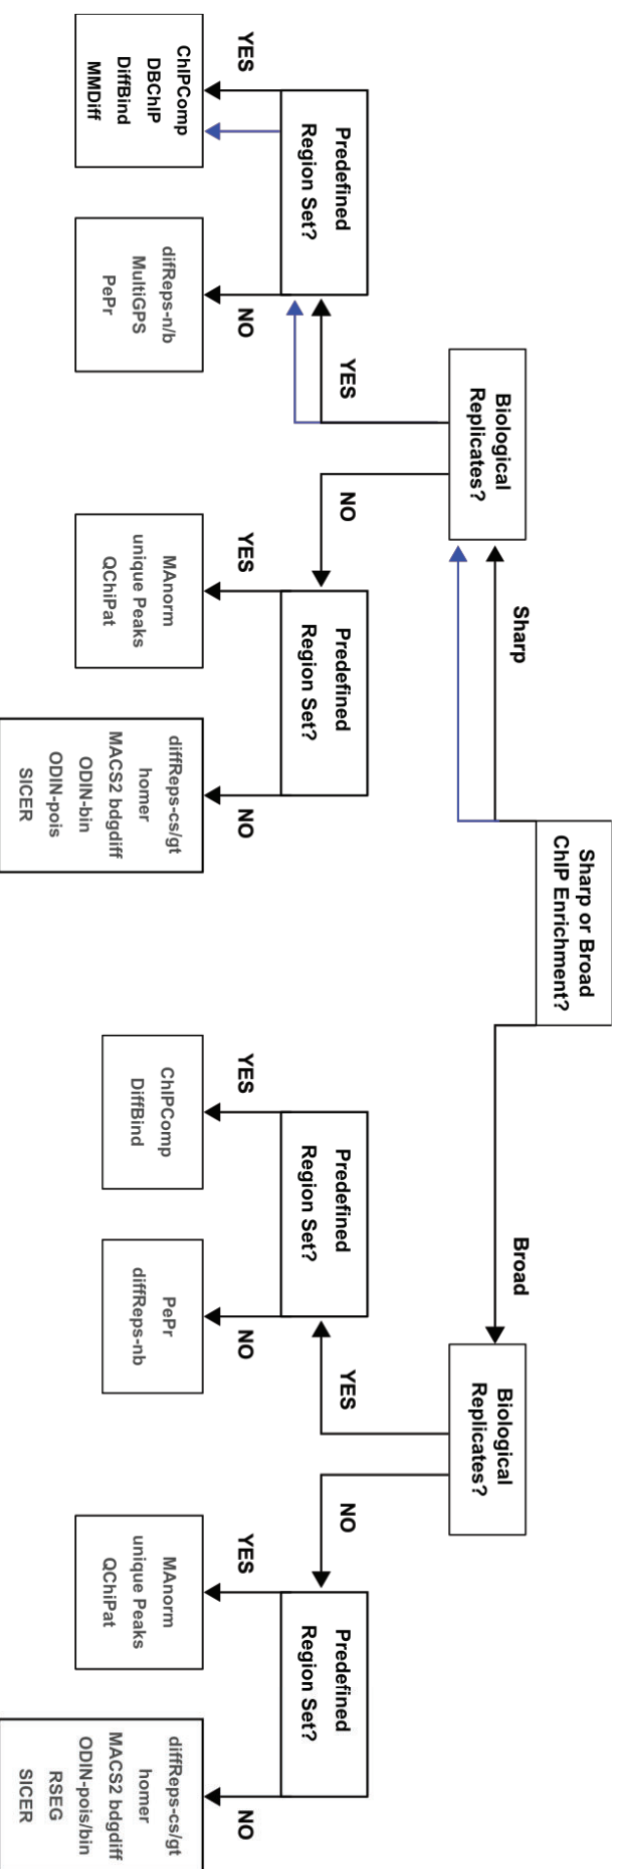 Sharp or Broad
ChIP Enrichment?
Sharp
Broad
Biological
Replicates?
Biological
Replicates?
YES
NO
YES
NO
Predefined
Region Set?
Predefined
Region Set?
Predefined
Region Set?
Predefined
Region Set?
YES
NO
YES
NO
YES
NO
YES
NO
ChIPComp
DBChIP
DiffBind
MMDiff
difReps-n/b
MultiGPS
PePr
MAnorm
unique Peaks
QChiPat
diffReps-cs/gt
homer
MACS2 bdgdiff
ODIN-bin
ODIN-pois
SICER
ChIPComp
DiffBind
PePr
diffReps-nb
MAnorm
unique Peaks
QChiPat
diffReps-cs/gt
homer
MACS2 bdgdiff
ODIN-pois/bin
RSEG
SICER